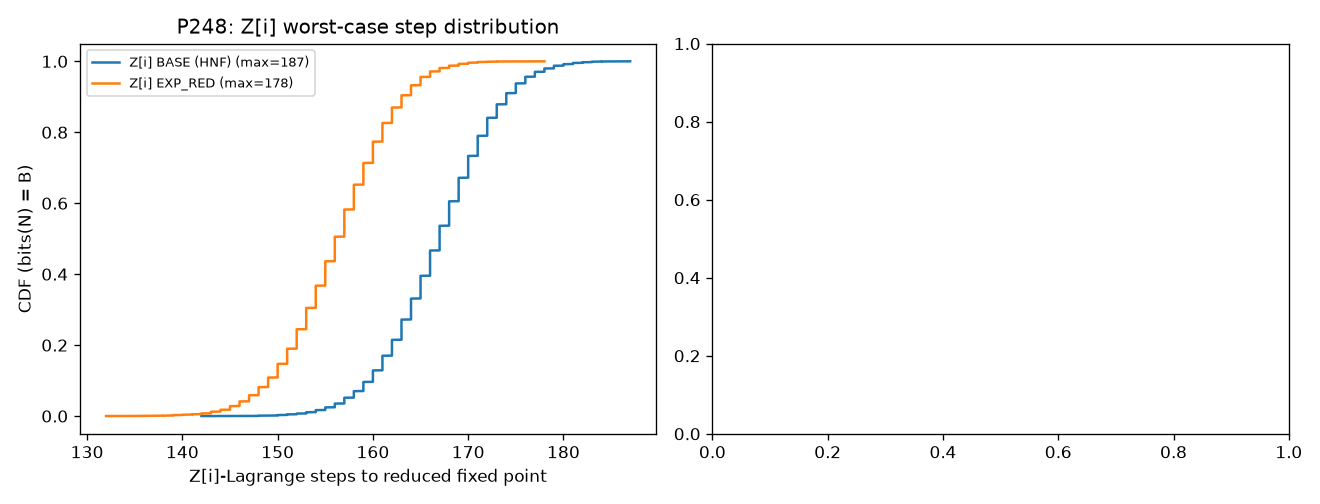 P248: Z[i] worst-case step distribution
Z[i] BASE (HNF) (max=187)
Z[i] EXP_RED (max=178)
CDF (bits(N) = B)
1.0
0.8
0.6
0.4
0.2
0.0
130 140 150 160 170 180
Z[i]-Lagrange steps to reduced fixed point
1.0
0.8
0.6
0.4
0.2
0.0
0.0 0.2 0.4 0.6 0.8 1.0